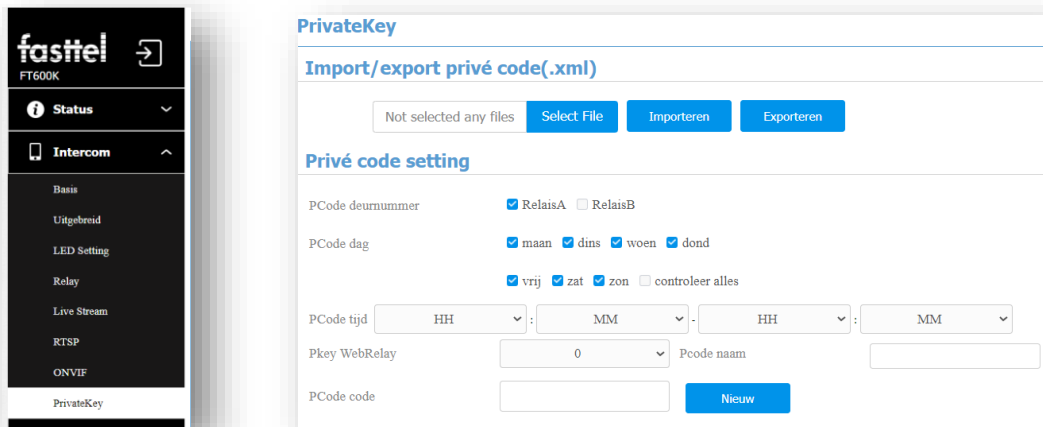 fasttel
FT600K
Status
Intercom
Basis
Uitgebreid
LED Setting
Relay
Live Stream
RTSP
ONVIF
PrivateKey
PrivateKey
Import/export privé code(.xml)
Not selected any files Select File Importeren Exporteren
Privé code setting
PCode deurnummer RelaisA RelaisB
PCode dag maan dins woen dond
vrij zat zon controleer alles
PCode tijd HH : MM - HH : MM
Pkey WebRelay 0 Pcode naam
PCode code Nieuw